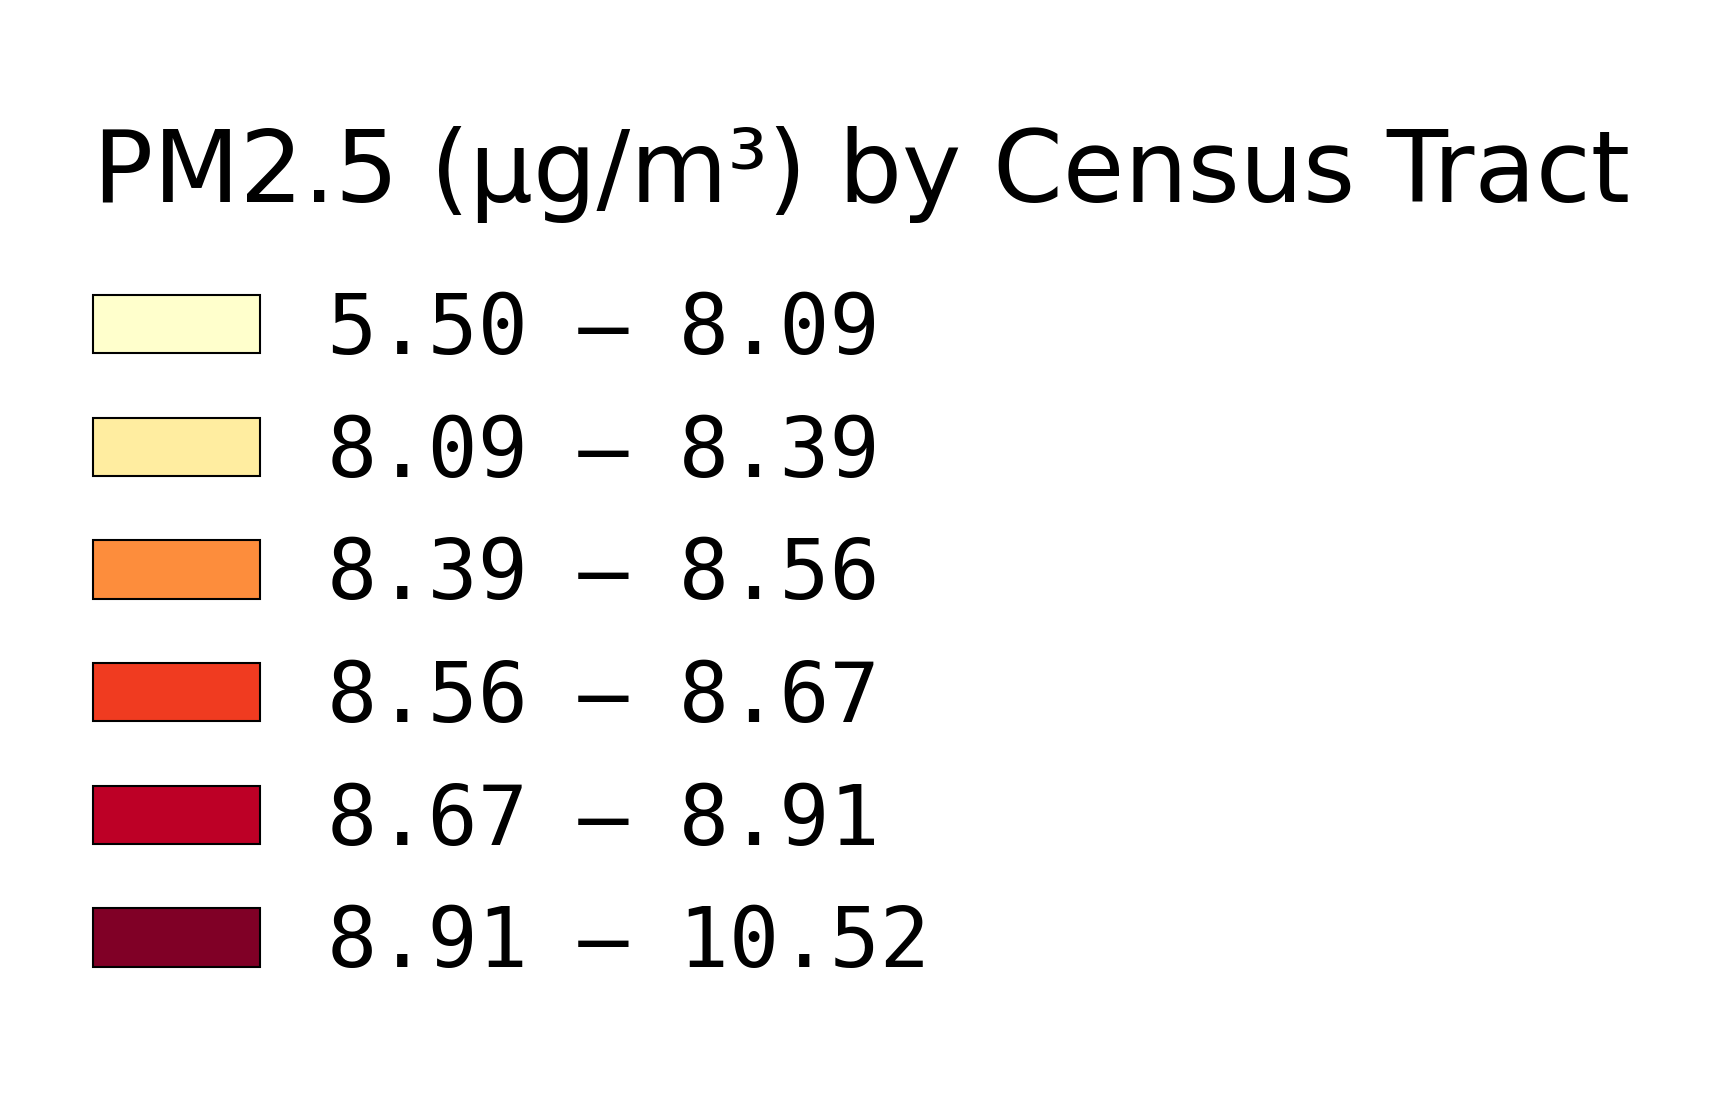 PM2.5 (µg/m³) by Census Tract
5.50 – 8.09
8.09 – 8.39
8.39 – 8.56
8.56 – 8.67
8.67 – 8.91
8.91 – 10.52